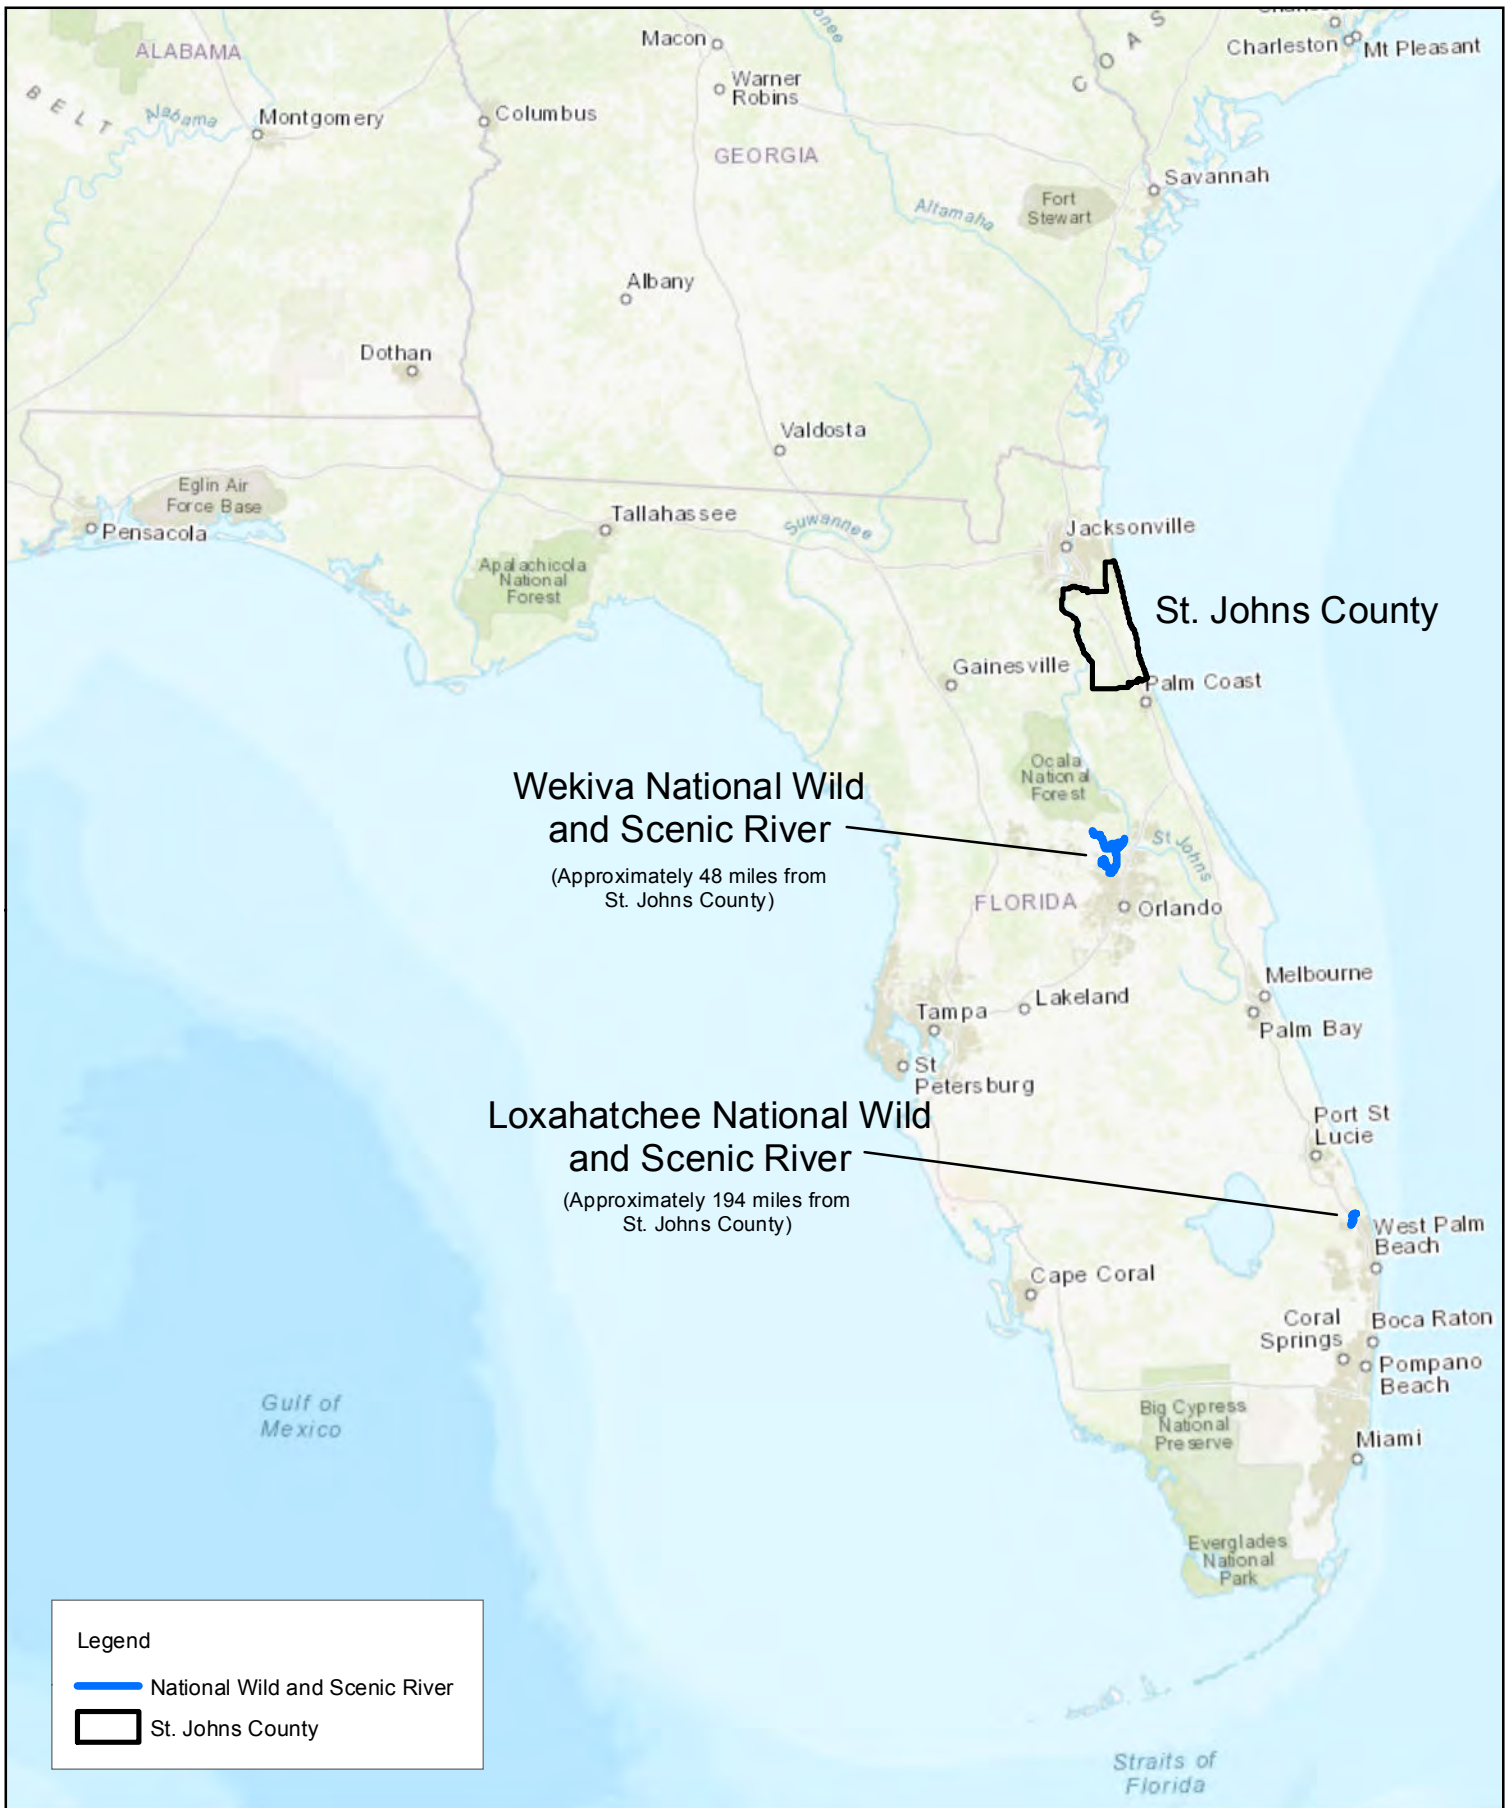 ALABAMA
BELT
Alabama
Montgomery
Columbus
Macon
Warner
Robins
GEORGIA
COAS
Charleston
Mt Pleasant
Savannah
Fort
Stewart
Altamaha
Albany
Dothan
Valdosta
Eglin Air
Force Base
Pensacola
Tallahassee
Suwannee
Apalachicola
National
Forest
Jacksonville
St. Johns County
Gainesville
Palm Coast
Ocala
National
Forest
Wekiva National Wild
and Scenic River
(Approximately 48 miles from
St. Johns County)
St Johns
FLORIDA
Orlando
Melbourne
Palm Bay
Tampa
Lakeland
St
Petersburg
Loxahatchee National Wild
and Scenic River
(Approximately 194 miles from
St. Johns County)
Port St
Lucie
West Palm
Beach
Cape Coral
Coral
Springs
Boca Raton
Pompano
Beach
Big Cypress
National
Preserve
Miami
Gulf of
Mexico
Everglades
National
Park
Legend
National Wild and Scenic River
St. Johns County
Straits of
Florida